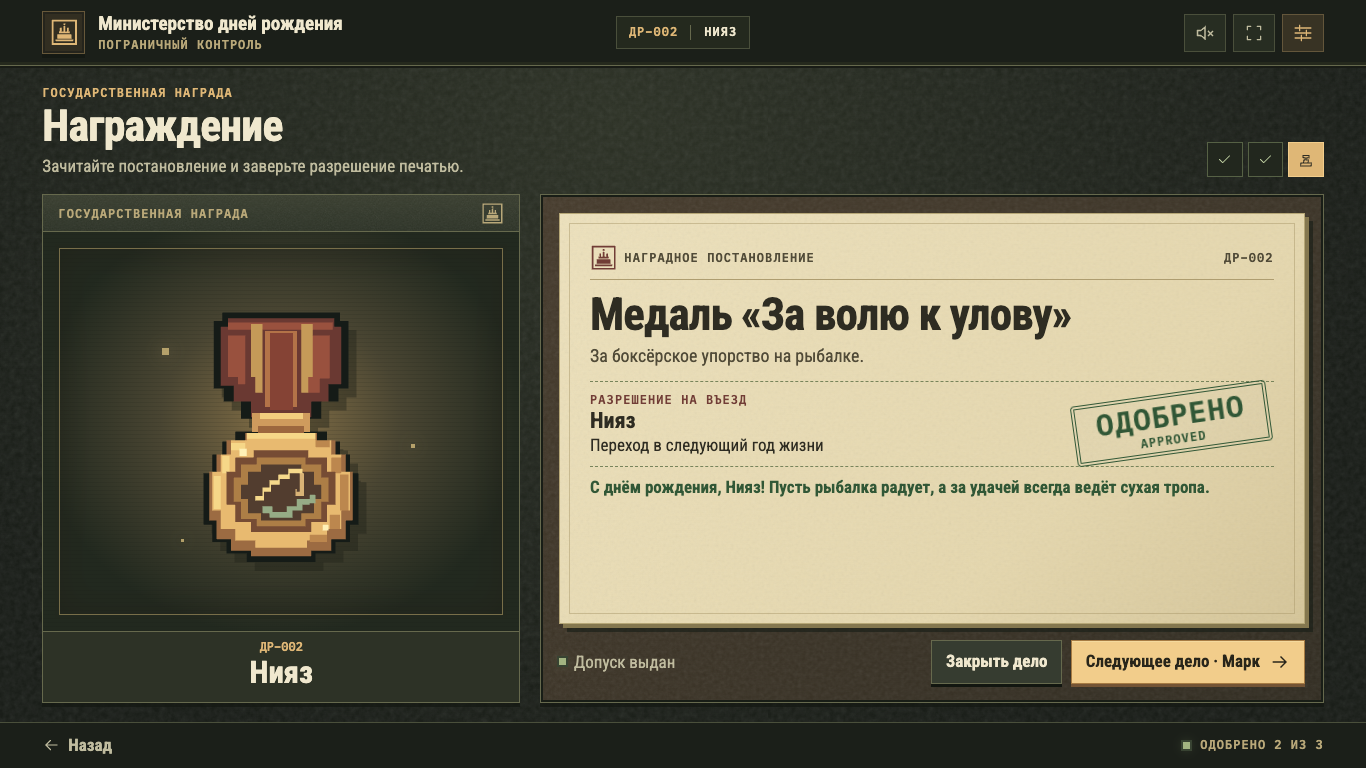 Министерство дней рождения
ПОГРАНИЧНЫЙ КОНТРОЛЬ
ДР-002 НИЯЗ
ГОСУДАРСТВЕННАЯ НАГРАДА
Награждение
Зачитайте постановление и заверьте разрешение печатью.
ГОСУДАРСТВЕННАЯ НАГРАДА
ДР-002
Нияз
НАГРАДНОЕ ПОСТАНОВЛЕНИЕ
ДР-002
Медаль «За волю к улову»
За боксёрское упорство на рыбалке.
РАЗРЕШЕНИЕ НА ВЪЕЗД
Нияз
Переход в следующий год жизни
ОДОБРЕНО
APPROVED
С днём рождения, Нияз! Пусть рыбалка радует, а за удачей всегда ведёт сухая тропа.
Допуск выдан
Закрыть дело
Следующее дело · Марк →
← Назад
ОДОБРЕНО 2 ИЗ 3